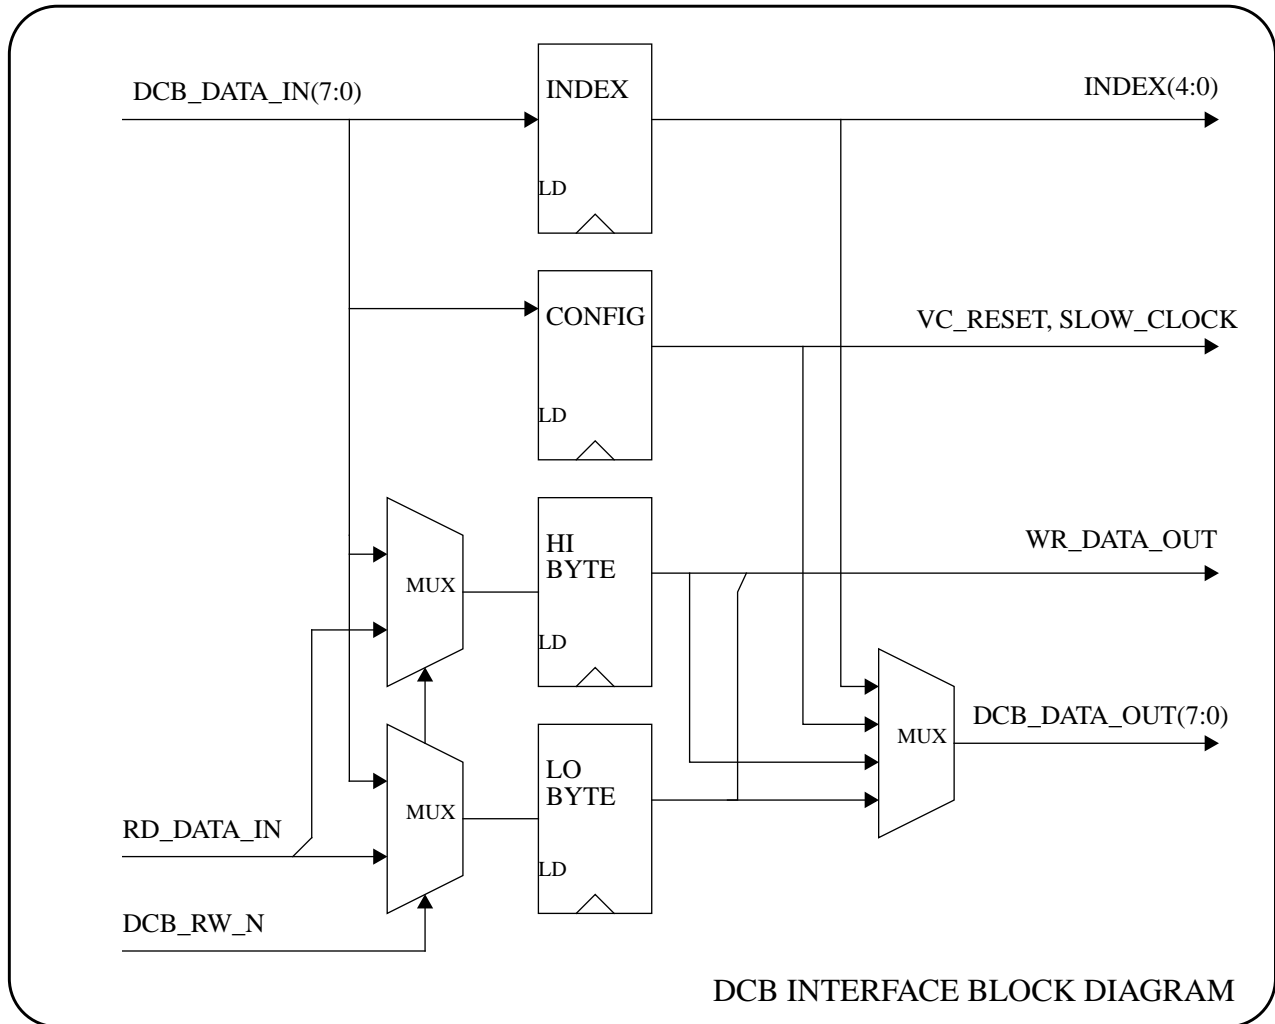 DCB_DATA_IN(7:0)
INDEX
INDEX(4:0)
LD
CONFIG
VC_RESET, SLOW_CLOCK
LD
HI
BYTE
WR_DATA_OUT
MUX
LD
DCB_DATA_OUT(7:0)
MUX
LO
BYTE
MUX
RD_DATA_IN
LD
DCB_RW_N
DCB INTERFACE BLOCK DIAGRAM